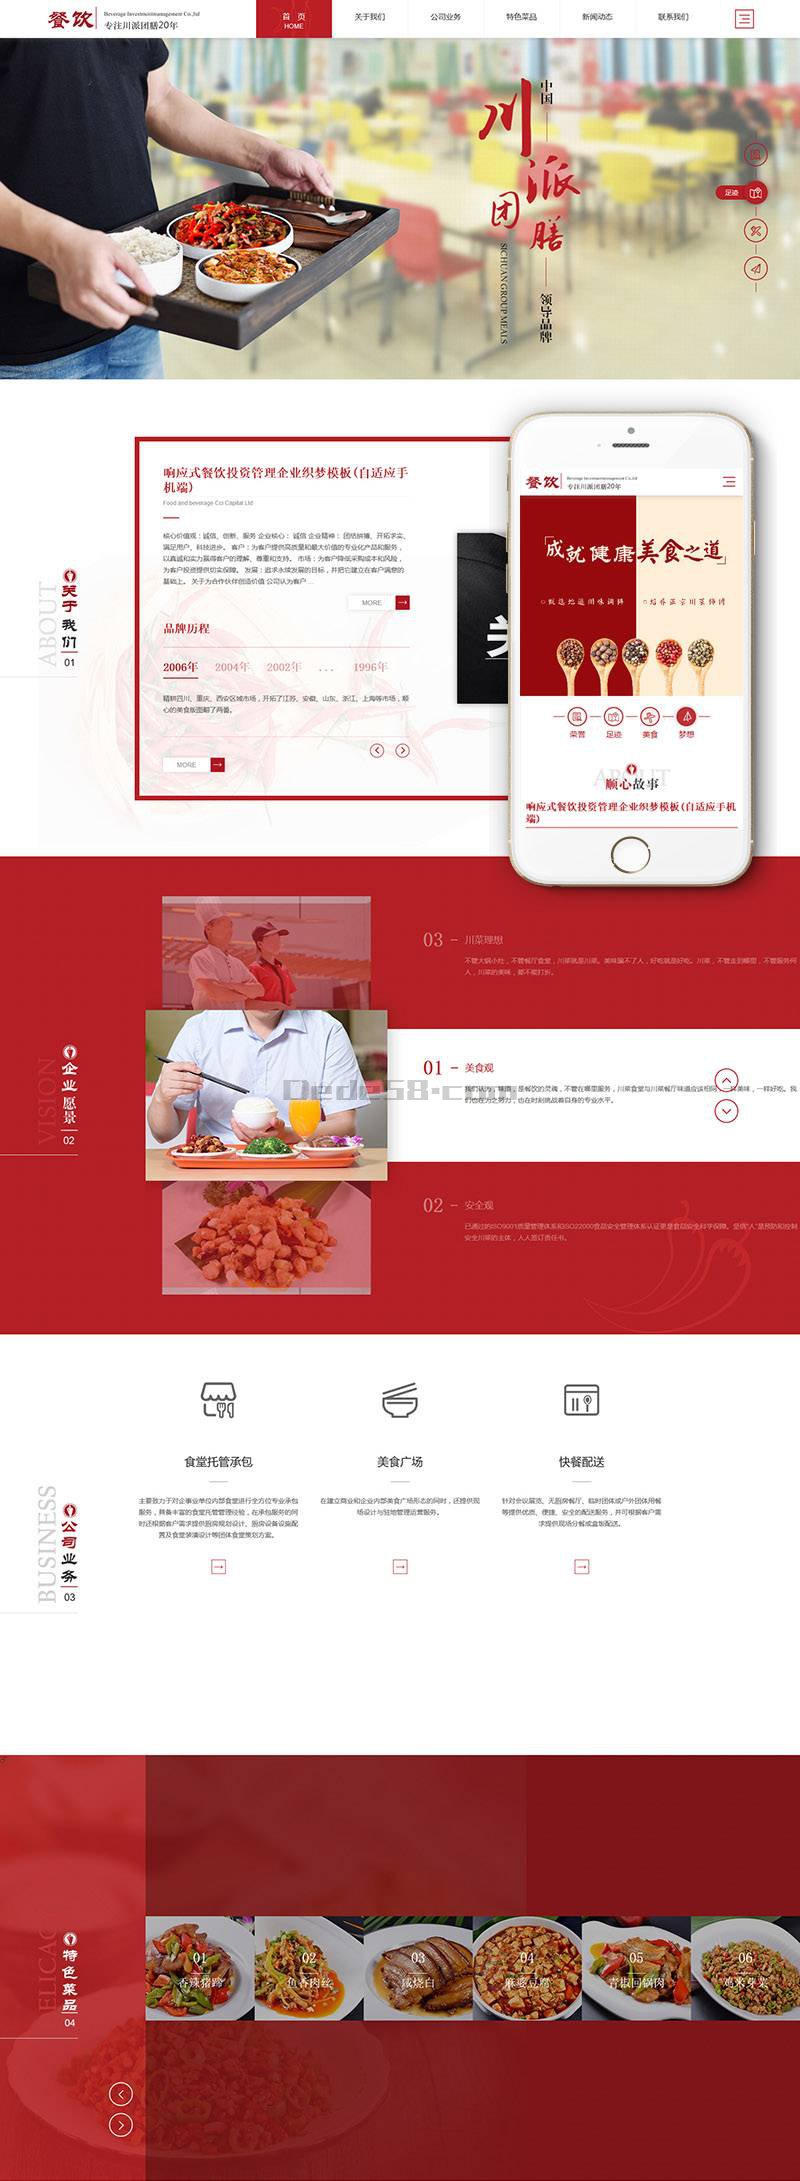 餐饮
Beverage Investmentmanagement Co.,ltd
专注川派团膳20年
首 页
HOME
关于我们
公司业务
特色菜品
新闻动态
联系我们
中国
川派团膳
SICHUAN GROUP MEALS
领导品牌
足迹
响应式餐饮投资管理企业织梦模板(自适应手
机端)
Food and beverage Cci Capital Ltd
核心价值观：诚信、创新、服务 企业核心： 诚信 企业精神： 团结拼搏、开拓求实、
满足用户、科技进步。 客户：为客户提供高质量和最大价值的专业化产品和服务，
以真诚和实力赢得客户的理解、尊重和支持。 市场：为客户降低采购成本和风险，
为客户投资提供切实保障。 发展：追求永续发展的目标，并把它建立在客户满意的
基础上。 关于为合作伙伴创造价值 公司认为客户 ...
MORE
品牌历程
2006年 2004年 2002年 ... 1996年
精耕四川、重庆、西安区域市场，开拓了江苏、安徽、山东、浙江、上海等市场，顺
心的美食版图翻了两番。
MORE
ABOUT
关于我们
01
餐饮
Beverage Investmentmanagement Co.,ltd
专注川派团膳20年
「成就健康美食之道」
甄选地道川味调料
培养正宗川菜师傅
荣誉
足迹
美食
梦想
ABOUT
顺心故事
响应式餐饮投资管理企业织梦模板(自适应手机
端)
VISION
企业愿景
02
03 - 川菜理想
不管大锅小灶，不管餐厅食堂，川菜就是川菜。美味骗不了人，好吃就是好吃。川菜，不管走到哪里，不管服务何
人，川菜的美味，都不能打折。
01 - 美食观
我们认为，味道，是餐饮的灵魂，不管在哪里服务，川菜食堂与川菜餐厅味道应该相同，一样美味，一样好吃。我
们也在为之努力，也在时刻挑战着自身的专业水平。
Dede58.com
02 - 安全观
已通过的ISO9001质量管理体系和ISO22000食品安全管理体系认证更是食品安全科学保障。坚信"人"是预防和控制
安全川菜的主体，人人签订责任书。
BUSINESS
公司业务
03
食堂托管承包
主要致力于对企事业单位内部食堂进行全方位专业承包
服务，具备丰富的食堂托管管理经验，在承包服务的同
时还根据客户需求提供厨房规划设计、厨房设备设施配
置及食堂装潢设计等团体食堂策划方案。
美食广场
在建立商业和企业内部美食广场形态的同时，还提供现
场设计与驻地管理运营服务。
快餐配送
针对会议展览、无厨房餐厅、临时团体或户外团体用餐
等提供优质、便捷、安全的配送服务，并可根据客户需
求提供现场分餐或盒饭配送。
ELICAC
特色菜品
04
01
香辣猪蹄
02
鱼香肉丝
03
咸烧白
04
麻婆豆腐
05
青椒回锅肉
06
鸡米芽菜